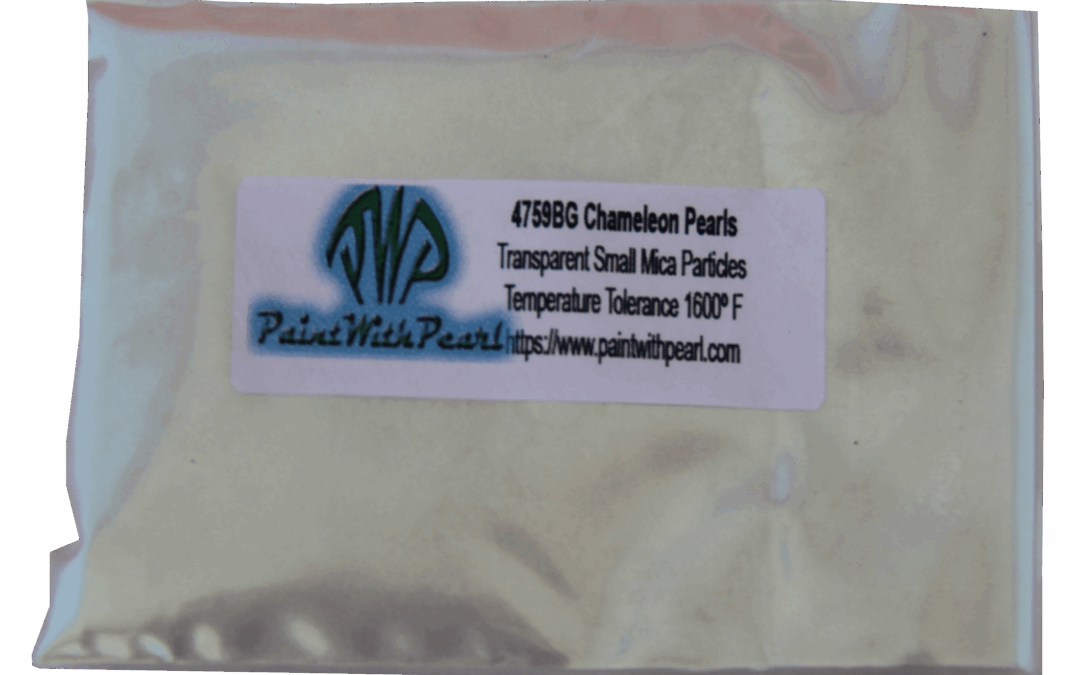 PWP
PaintWithPearl
4759BG Chameleon Pearls
Transparent Small Mica Particles
Temperature Tolerance 1600º F
https://www.paintwithpearl.com